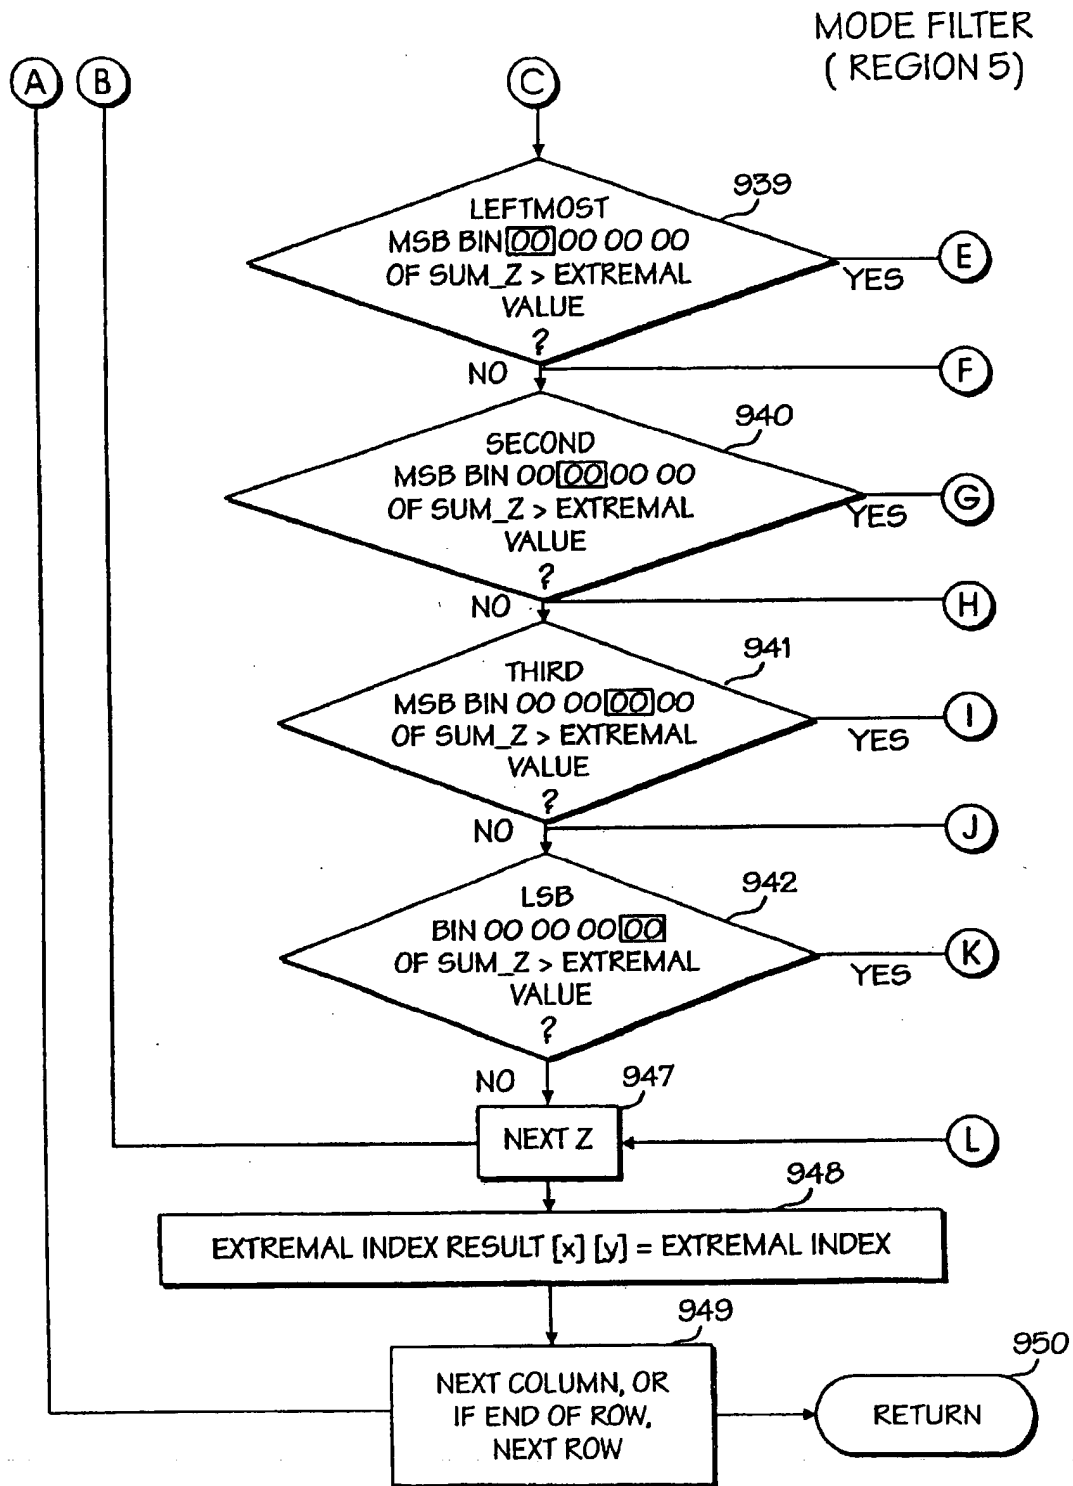 MODE FILTER
( REGION 5)
A
B
C
939
LEFTMOST
MSB BIN 00 00 00 00
OF SUM_Z > EXTREMAL
VALUE
?
YES
E
NO
F
940
SECOND
MSB BIN 00 00 00 00
OF SUM_Z > EXTREMAL
VALUE
?
YES
G
NO
H
941
THIRD
MSB BIN 00 00 00 00
OF SUM_Z > EXTREMAL
VALUE
?
YES
I
NO
J
942
LSB
BIN 00 00 00 00
OF SUM_Z > EXTREMAL
VALUE
?
YES
K
NO
947
NEXT Z
L
948
EXTREMAL INDEX RESULT [x] [y] = EXTREMAL INDEX
949
NEXT COLUMN, OR
IF END OF ROW,
NEXT ROW
950
RETURN